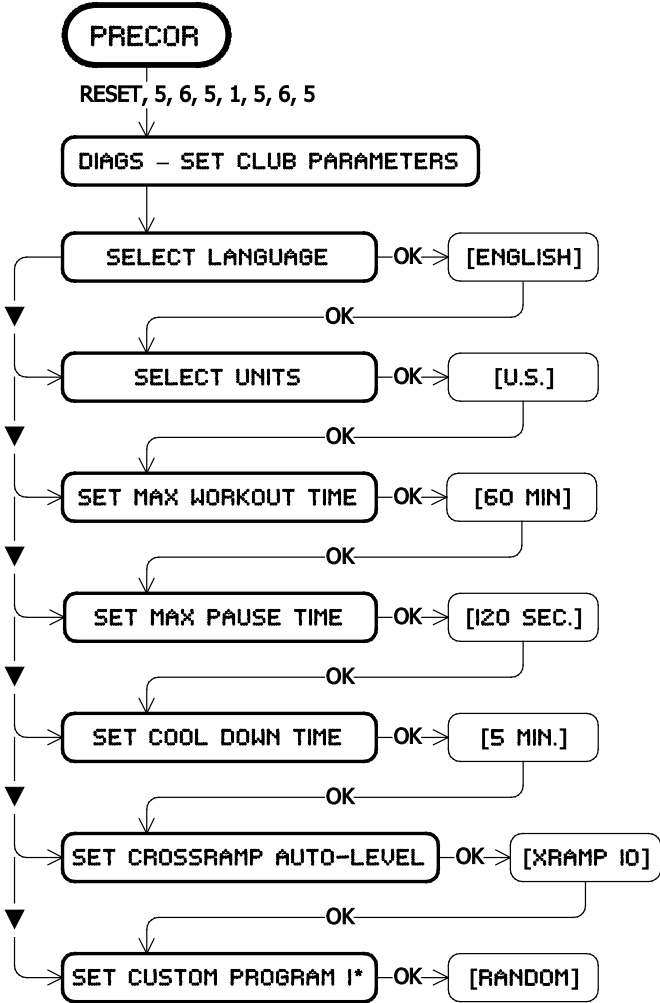 PRECOR
RESET, 5, 6, 5, 1, 5, 6, 5
DIAGS – SET CLUB PARAMETERS
SELECT LANGUAGE OK [ENGLISH]
OK
SELECT UNITS OK [U.S.]
OK
SET MAX WORKOUT TIME OK [60 MIN]
OK
SET MAX PAUSE TIME OK [120 SEC.]
OK
SET COOL DOWN TIME OK [5 MIN.]
OK
SET CROSSRAMP AUTO-LEVEL OK [XRAMP 10]
OK
SET CUSTOM PROGRAM 1* OK [RANDOM]